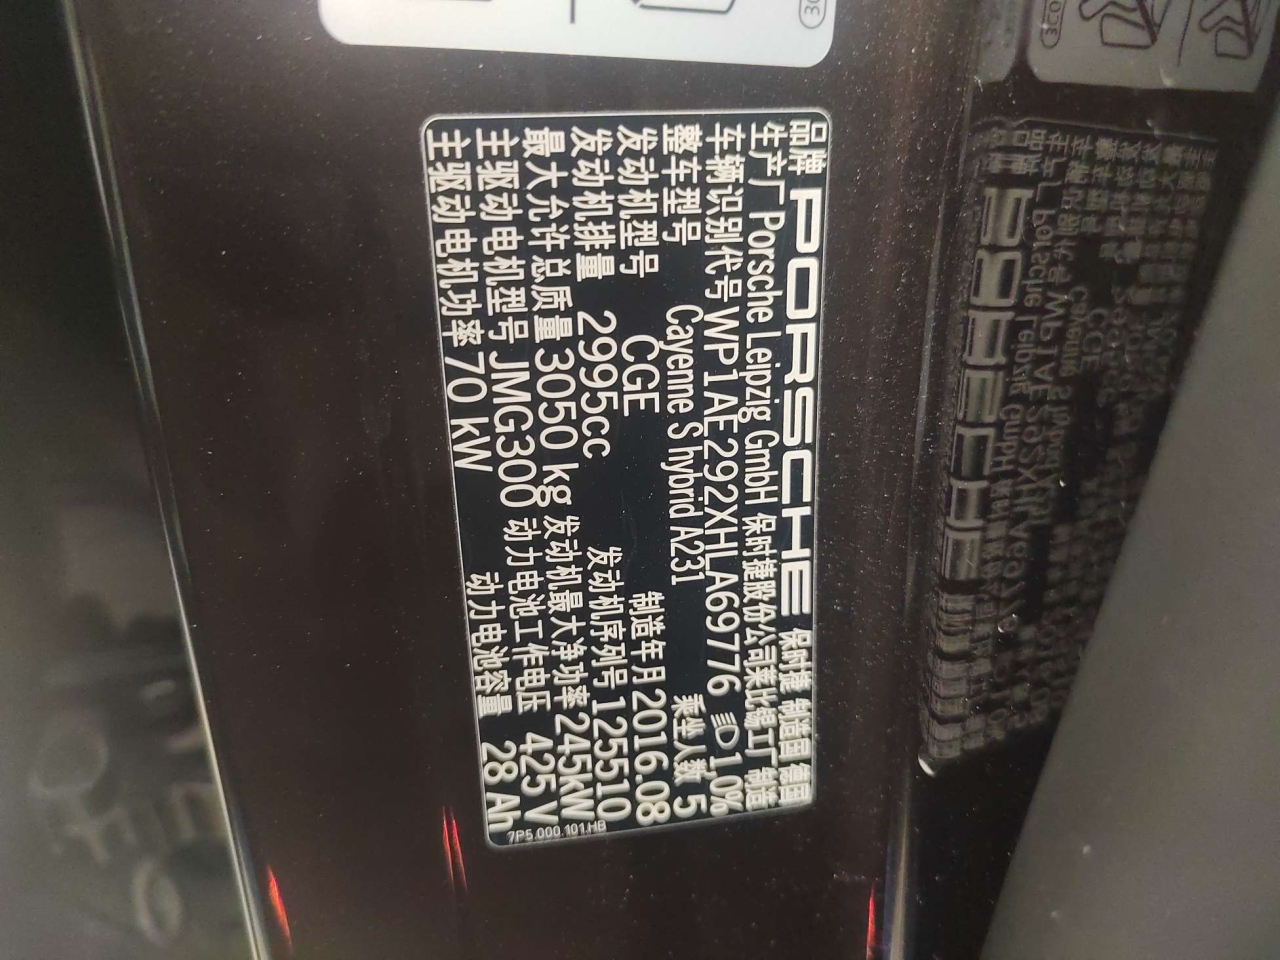 品牌 PORSCHE 保时捷 制造国 德国
生产厂 Porsche Leipzig GmbH 保时捷股份公司莱比锡工厂 制造
车辆识别代号 WP1AE292XHLA69776 1,0%
整车型号 Cayenne S hybrid A231 乘坐人数 5
发动机型号 CGE 制造年月 2016.08
发动机排量 2995cc 发动机序列号 125510
最大允许总质量 3050 kg 发动机最大净功率 245kW
主驱动电机型号 JMG300 动力电池工作电压 425 V
主驱动电机功率 70 kW 动力电池容量 28 Ah
7P5.000.101.HB